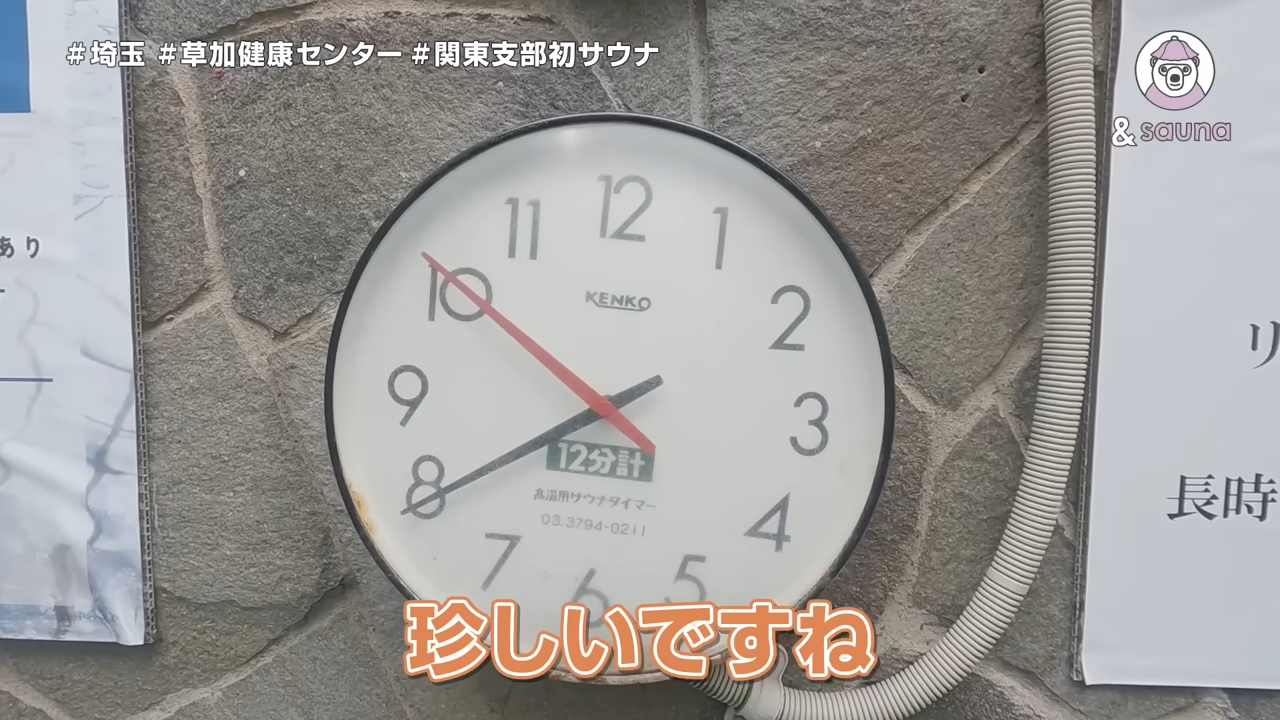 #埼玉 #草加健康センター #関東支部初サウナ
& sauna
あり
12
11
1
10
2
KENKO
9
3
8
12分計
高温用サウナタイマー
03.3794-0211
4
7
5
6
リ
長時
珍しいですね